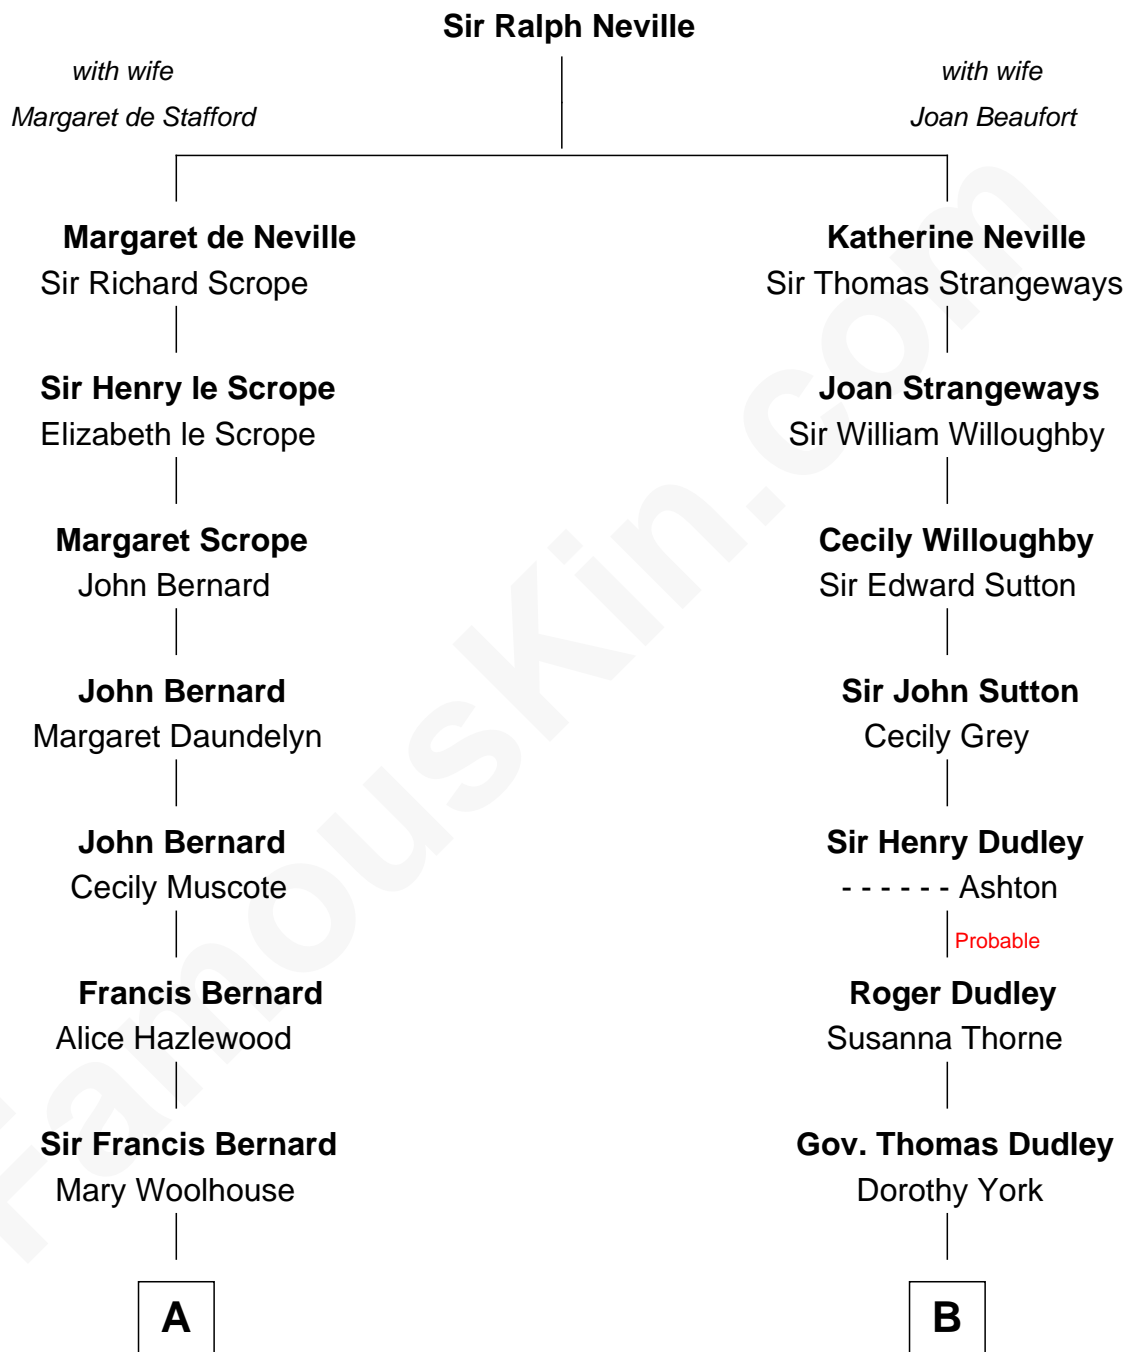 Sir Ralph Neville
with wife
Margaret de Stafford
with wife
Joan Beaufort
Margaret de Neville
Sir Richard Scrope
Katherine Neville
Sir Thomas Strangeways
Sir Henry le Scrope
Elizabeth le Scrope
Joan Strangeways
Sir William Willoughby
Margaret Scrope
John Bernard
Cecily Willoughby
Sir Edward Sutton
John Bernard
Margaret Daundelyn
Sir John Sutton
Cecily Grey
John Bernard
Cecily Muscote
Sir Henry Dudley
- - - - - - Ashton
Probable
Francis Bernard
Alice Hazlewood
Roger Dudley
Susanna Thorne
Sir Francis Bernard
Mary Woolhouse
Gov. Thomas Dudley
Dorothy York
A
B
FamousKin.com